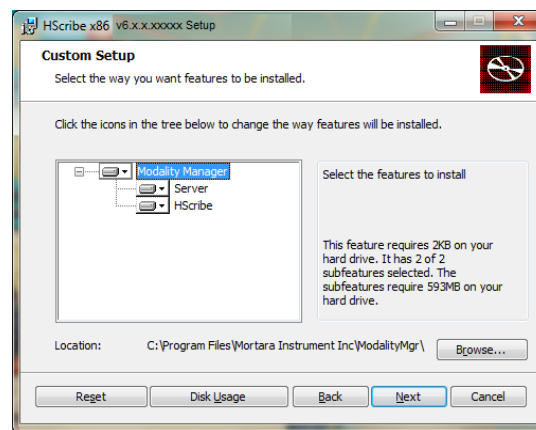 HScribe x86 v6.x.x.xxxxx Setup
Custom Setup
Select the way you want features to be installed.
Click the icons in the tree below to change the way features will be installed.
Modality Manager
Server
HScribe
Select the features to install
This feature requires 2KB on your
hard drive. It has 2 of 2
subfeatures selected. The
subfeatures require 593MB on your
hard drive.
Location: C:\Program Files\Mortara Instrument Inc\ModalityMgr\ Browse...
Reset Disk Usage Back Next Cancel